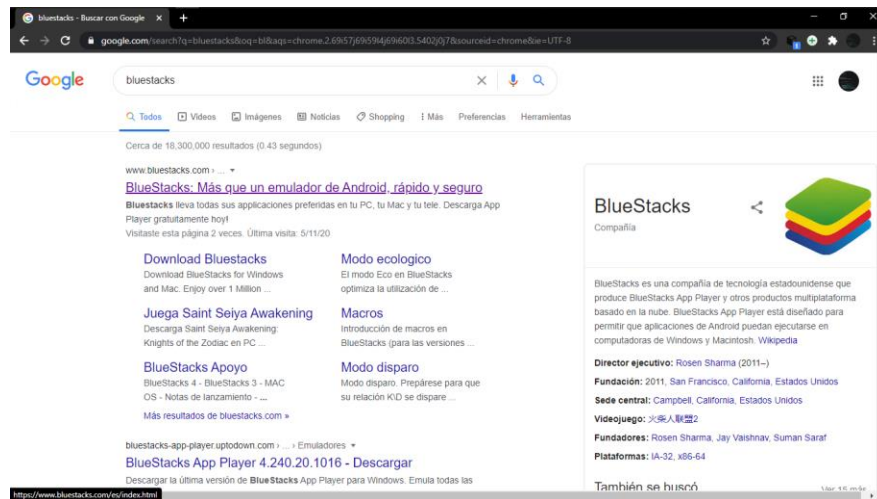 bluestacks - Buscar con Google
google.com/search?q=bluestacks&oq=bl&aqs=chrome.2.69i57j69i59l4j69i60l3.5402j0j7&sourceid=chrome&ie=UTF-8
Google
bluestacks
Todos Videos Imágenes Noticias Shopping Más Preferencias Herramientas
Cerca de 18,300,000 resultados (0.43 segundos)
www.bluestacks.com › ...
BlueStacks: Más que un emulador de Android, rápido y seguro
Bluestacks lleva todas sus applicaciones preferidas en tu PC, tu Mac y tu tele. Descarga App
Player gratuitamente hoy!
Visitaste esta página 2 veces. Última visita: 5/11/20
Download Bluestacks
Download BlueStacks for Windows
and Mac. Enjoy over 1 Million ...
Modo ecologico
El modo Eco en BlueStacks
optimiza la utilización de ...
Juega Saint Seiya Awakening
Descarga Saint Seiya Awakening:
Knights of the Zodiac en PC ...
Macros
Introducción de macros en
BlueStacks (para las versiones ...
BlueStacks Apoyo
BlueStacks 4 - BlueStacks 3 - MAC
OS - Notas de lanzamiento - ...
Modo disparo
Modo disparo. Prepárese para que
su relación K\D se dispare ...
Más resultados de bluestacks.com »
bluestacks-app-player.uptodown.com › ... › Emuladores
BlueStacks App Player 4.240.20.1016 - Descargar
Descargar la última versión de BlueStacks App Player para Windows. Emula todas las
https://www.bluestacks.com/es/index.html
BlueStacks
Compañía
BlueStacks es una compañía de tecnología estadounidense que
produce BlueStacks App Player y otros productos multiplataforma
basado en la nube. BlueStacks App Player está diseñado para
permitir que aplicaciones de Android puedan ejecutarse en
computadoras de Windows y Macintosh. Wikipedia
Director ejecutivo: Rosen Sharma (2011–)
Fundación: 2011, San Francisco, California, Estados Unidos
Sede central: Campbell, California, Estados Unidos
Videojuego: 火柴人联盟2
Fundadores: Rosen Sharma, Jay Vaishnav, Suman Saraf
Plataformas: IA-32, x86-64
También se buscó
Ver 15 más